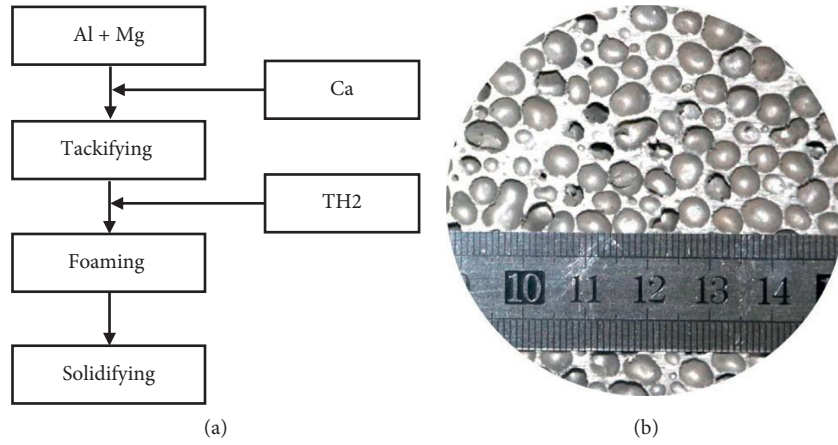 Al + Mg
Ca
Tackifying
TH2
Foaming
Solidifying
(a)
10 11 12 13 14
(b)